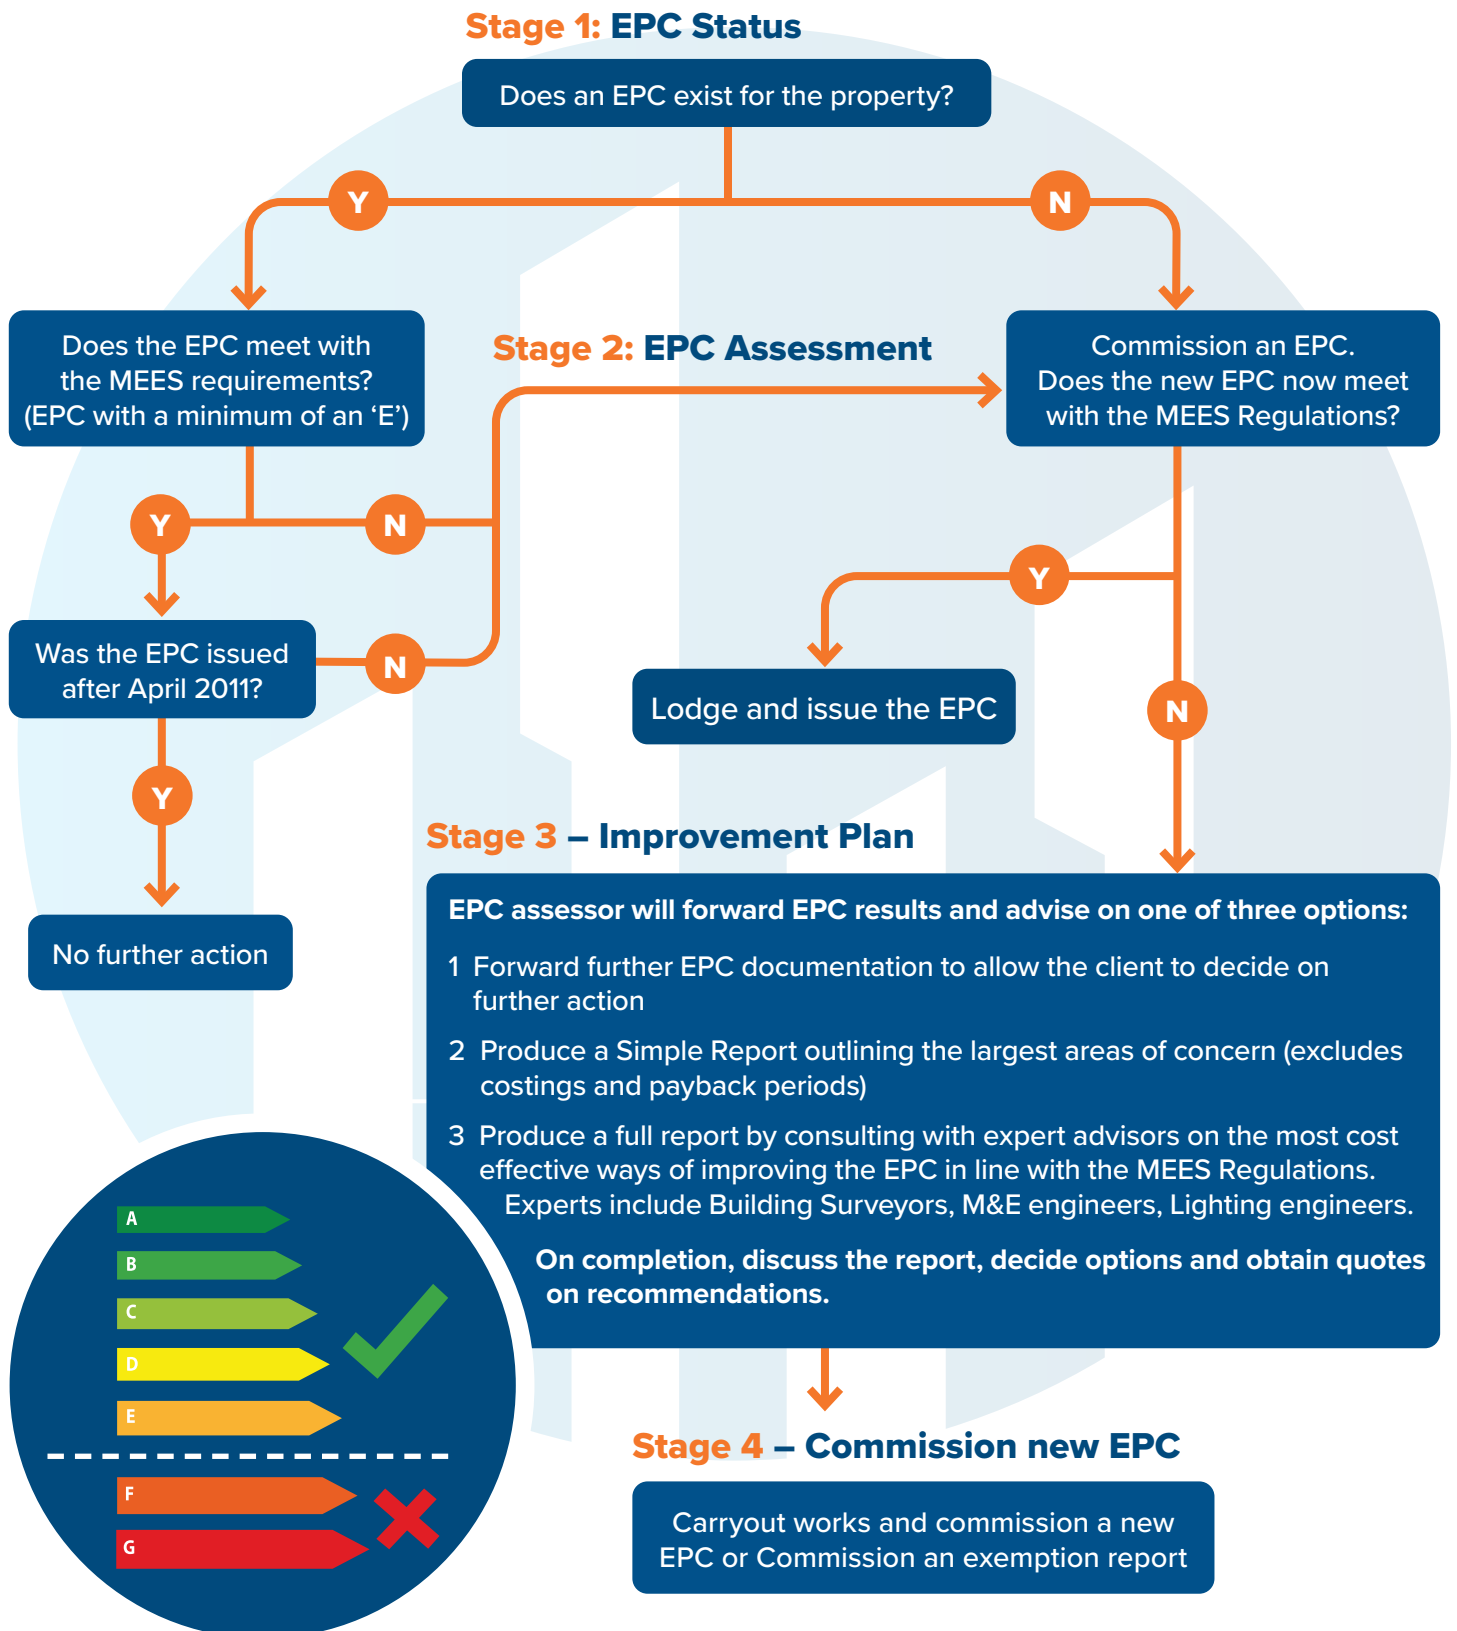 Stage 1: EPC Status
Does an EPC exist for the property?
Y
N
Does the EPC meet with
the MEES requirements?
(EPC with a minimum of an ‘E’)
Stage 2: EPC Assessment
Commission an EPC.
Does the new EPC now meet
with the MEES Regulations?
Y
N
Y
Was the EPC issued
after April 2011?
N
Lodge and issue the EPC
N
Y
No further action
Stage 3 – Improvement Plan
EPC assessor will forward EPC results and advise on one of three options:
1 Forward further EPC documentation to allow the client to decide on
further action
2 Produce a Simple Report outlining the largest areas of concern (excludes
costings and payback periods)
3 Produce a full report by consulting with expert advisors on the most cost
effective ways of improving the EPC in line with the MEES Regulations.
Experts include Building Surveyors, M&E engineers, Lighting engineers.
On completion, discuss the report, decide options and obtain quotes
on recommendations.
A
B
C
D
E
F
G
Stage 4 – Commission new EPC
Carryout works and commission a new
EPC or Commission an exemption report